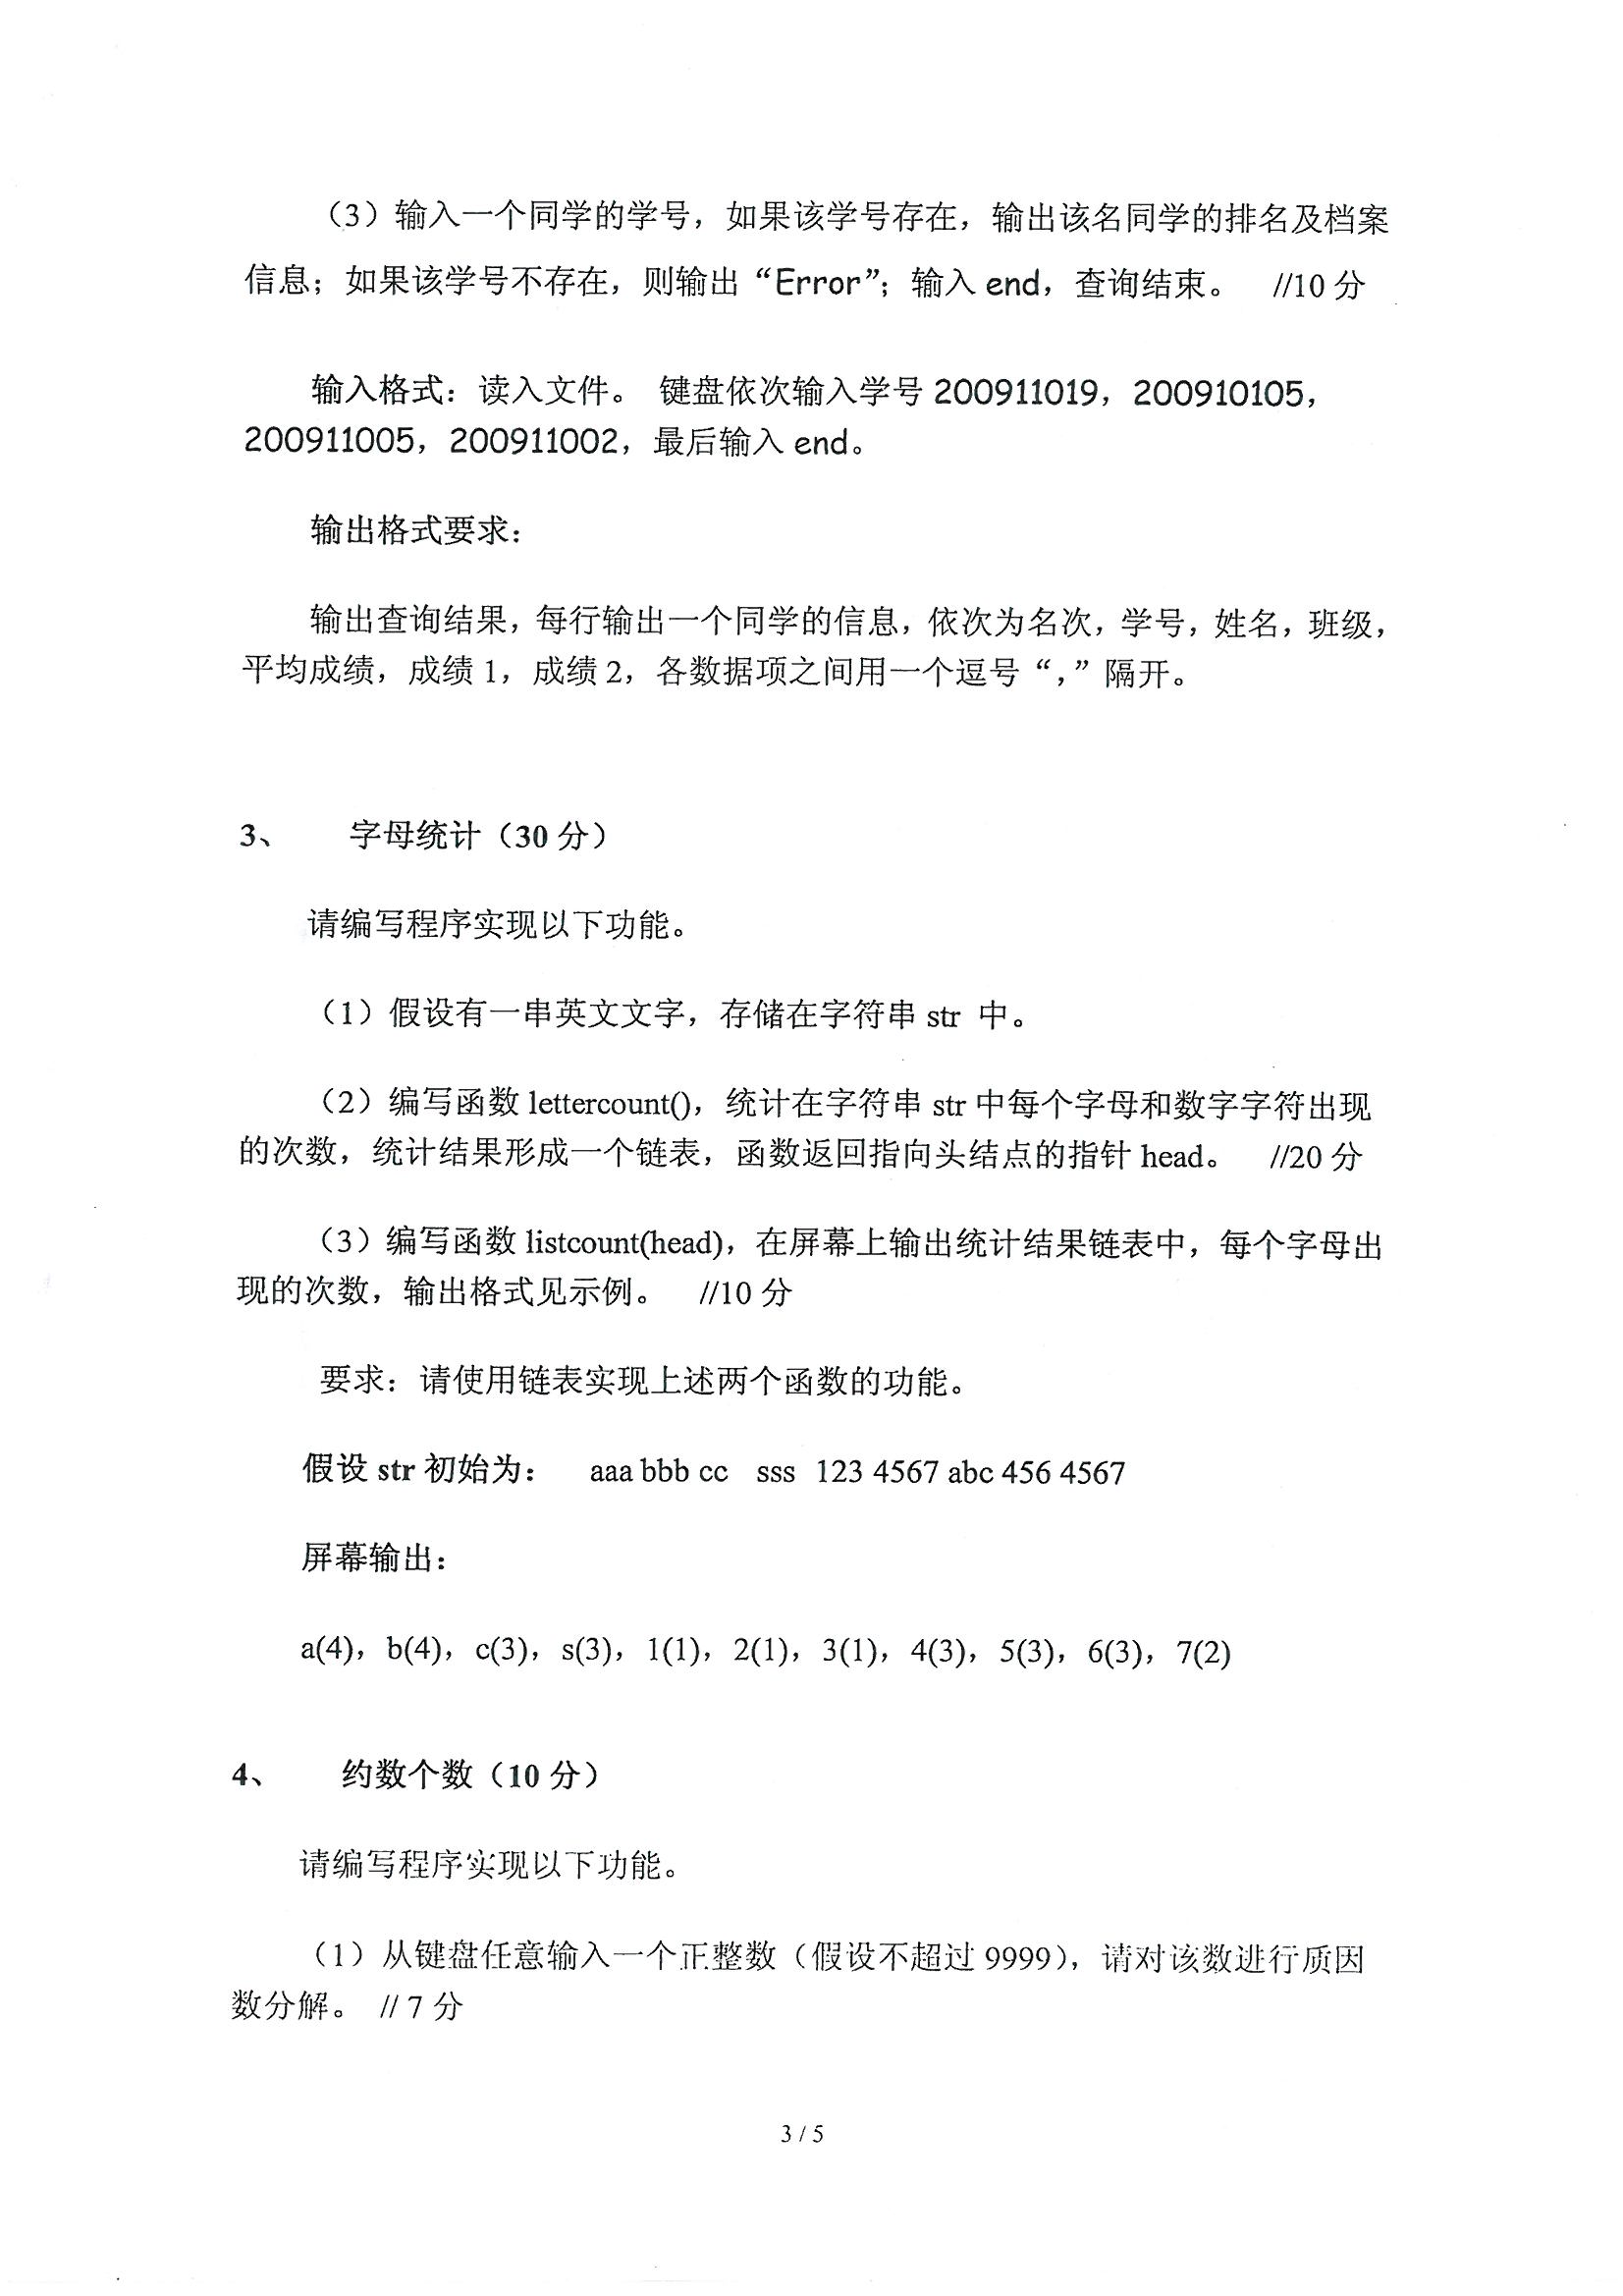 （3）输入一个同学的学号，如果该学号存在，输出该名同学的排名及档案
信息；如果该学号不存在，则输出“Error”；输入 end，查询结束。 //10 分
输入格式：读入文件。 键盘依次输入学号 200911019，200910105，
200911005，200911002，最后输入 end。
输出格式要求：
输出查询结果，每行输出一个同学的信息，依次为名次，学号，姓名，班级，
平均成绩，成绩 1，成绩 2，各数据项之间用一个逗号“，”隔开。
3、 字母统计（30 分）
请编写程序实现以下功能。
（1）假设有一串英文文字，存储在字符串 str 中。
（2）编写函数 lettercount()，统计在字符串 str 中每个字母和数字字符出现
的次数，统计结果形成一个链表，函数返回指向头结点的指针 head。 //20 分
（3）编写函数 listcount(head)，在屏幕上输出统计结果链表中，每个字母出
现的次数，输出格式见示例。 //10 分
要求：请使用链表实现上述两个函数的功能。
假设 str 初始为： aaa bbb cc sss 123 4567 abc 456 4567
屏幕输出：
a(4)，b(4)，c(3)，s(3)，1(1)，2(1)，3(1)，4(3)，5(3)，6(3)，7(2)
4、 约数个数（10 分）
请编写程序实现以下功能。
（1）从键盘任意输入一个正整数（假设不超过 9999），请对该数进行质因
数分解。 // 7 分
3 / 5